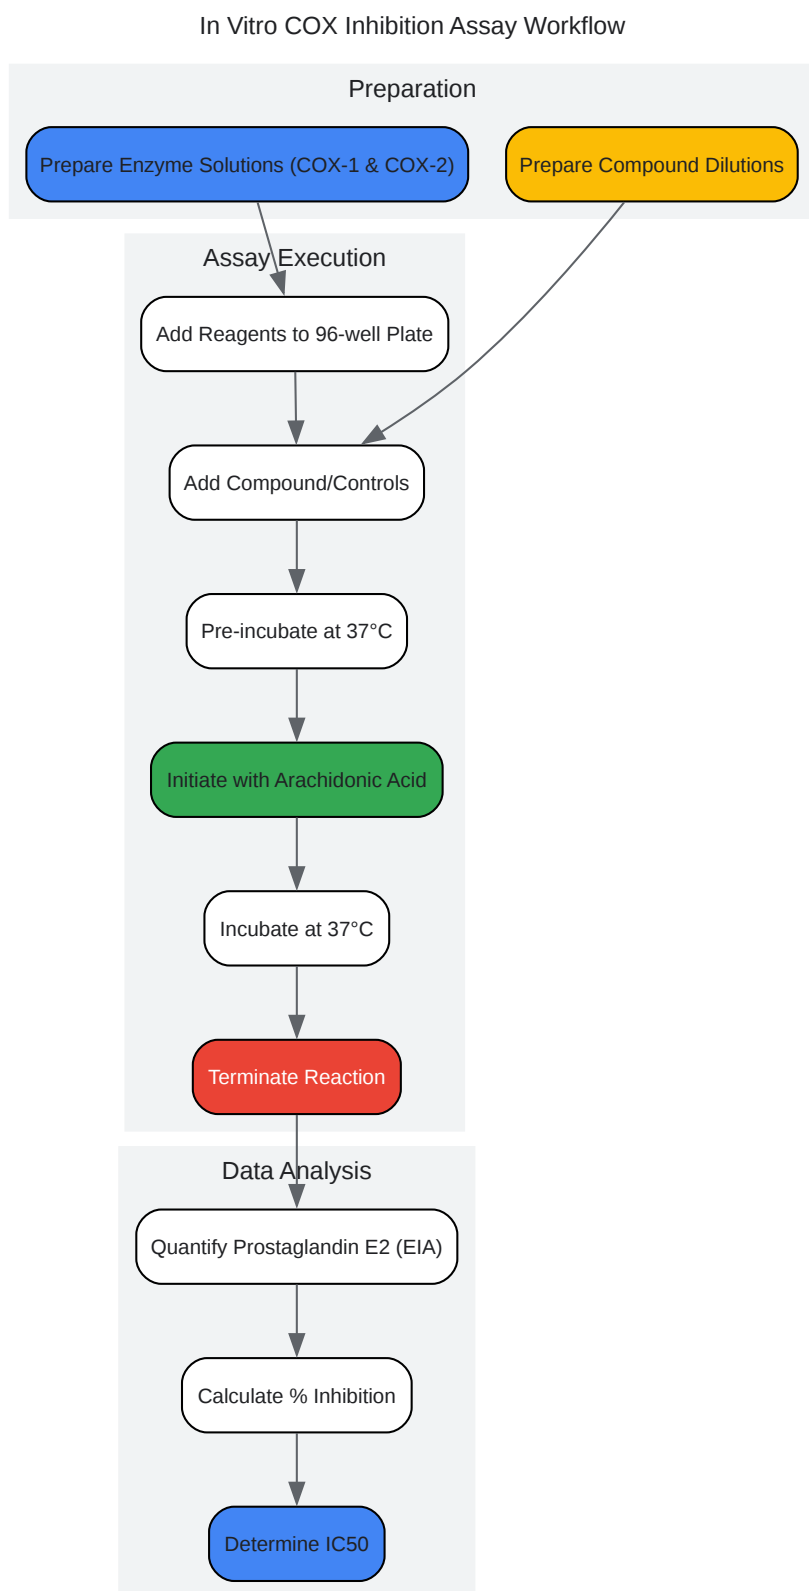 In Vitro COX Inhibition Assay Workflow
Preparation
Prepare Enzyme Solutions (COX-1 & COX-2)
Prepare Compound Dilutions
Assay Execution
Add Reagents to 96-well Plate
Add Compound/Controls
Pre-incubate at 37°C
Initiate with Arachidonic Acid
Incubate at 37°C
Terminate Reaction
Data Analysis
Quantify Prostaglandin E2 (EIA)
Calculate % Inhibition
Determine IC50